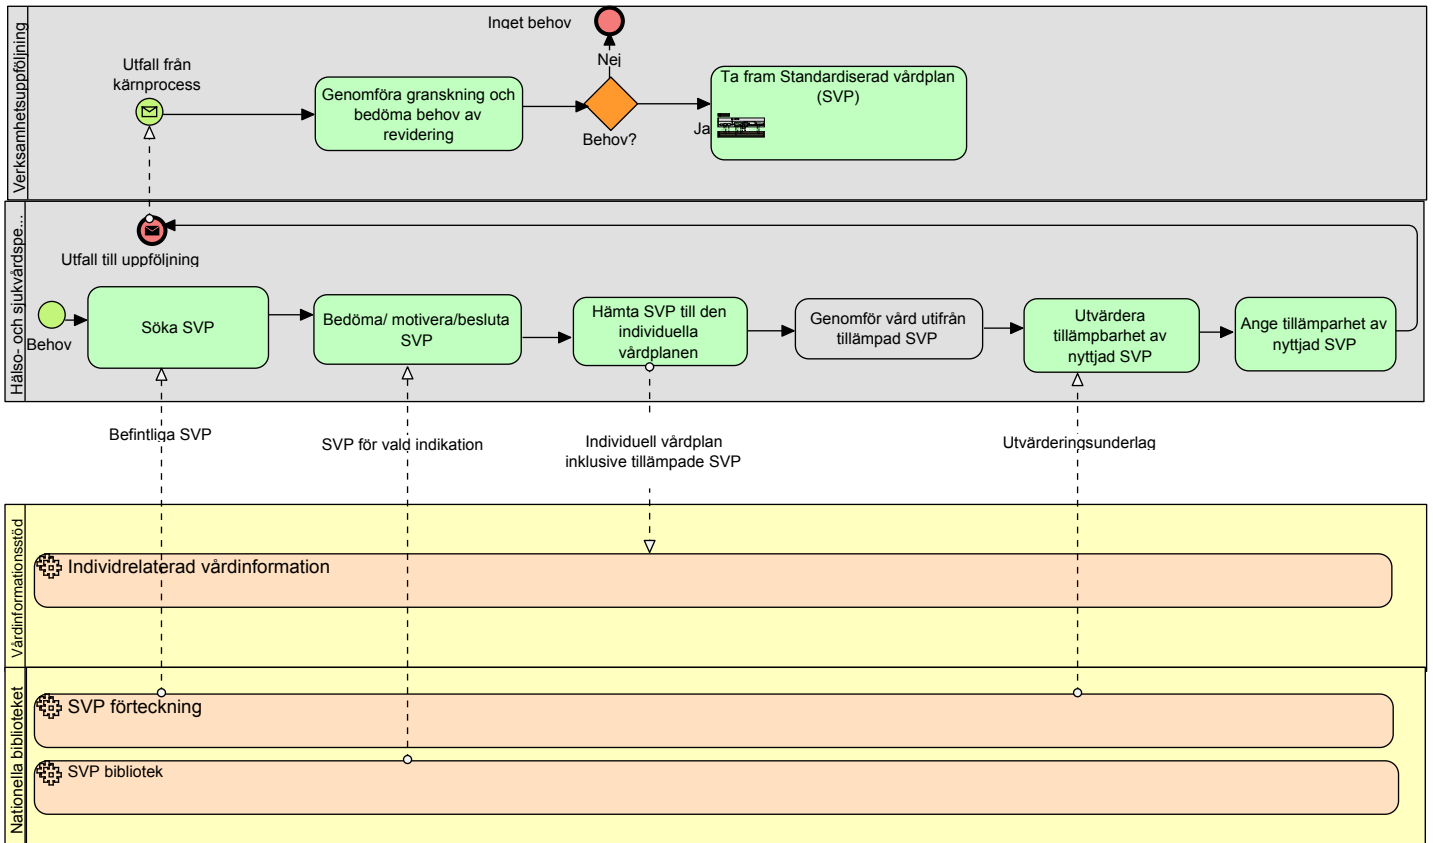 Verksamhetsuppföljning
Inget behov
Utfall från
kärnprocess
Genomföra granskning och
bedöma behov av
revidering
Nej
Behov?
Ja
Ta fram Standardiserad vårdplan
(SVP)
Hälso- och sjukvårdspe...
Utfall till uppföljning
Behov
Söka SVP
Bedöma/ motivera/besluta
SVP
Hämta SVP till den
individuella
vårdplanen
Genomför vård utifrån
tillämpad SVP
Utvärdera
tillämpbarhet av
nyttjad SVP
Ange tillämparhet av
nyttjad SVP
Befintliga SVP
SVP för vald indikation
Individuell vårdplan
inklusive tillämpade SVP
Utvärderingsunderlag
Vårdinformationsstöd
Individrelaterad vårdinformation
Nationella biblioteket
SVP förteckning
SVP bibliotek